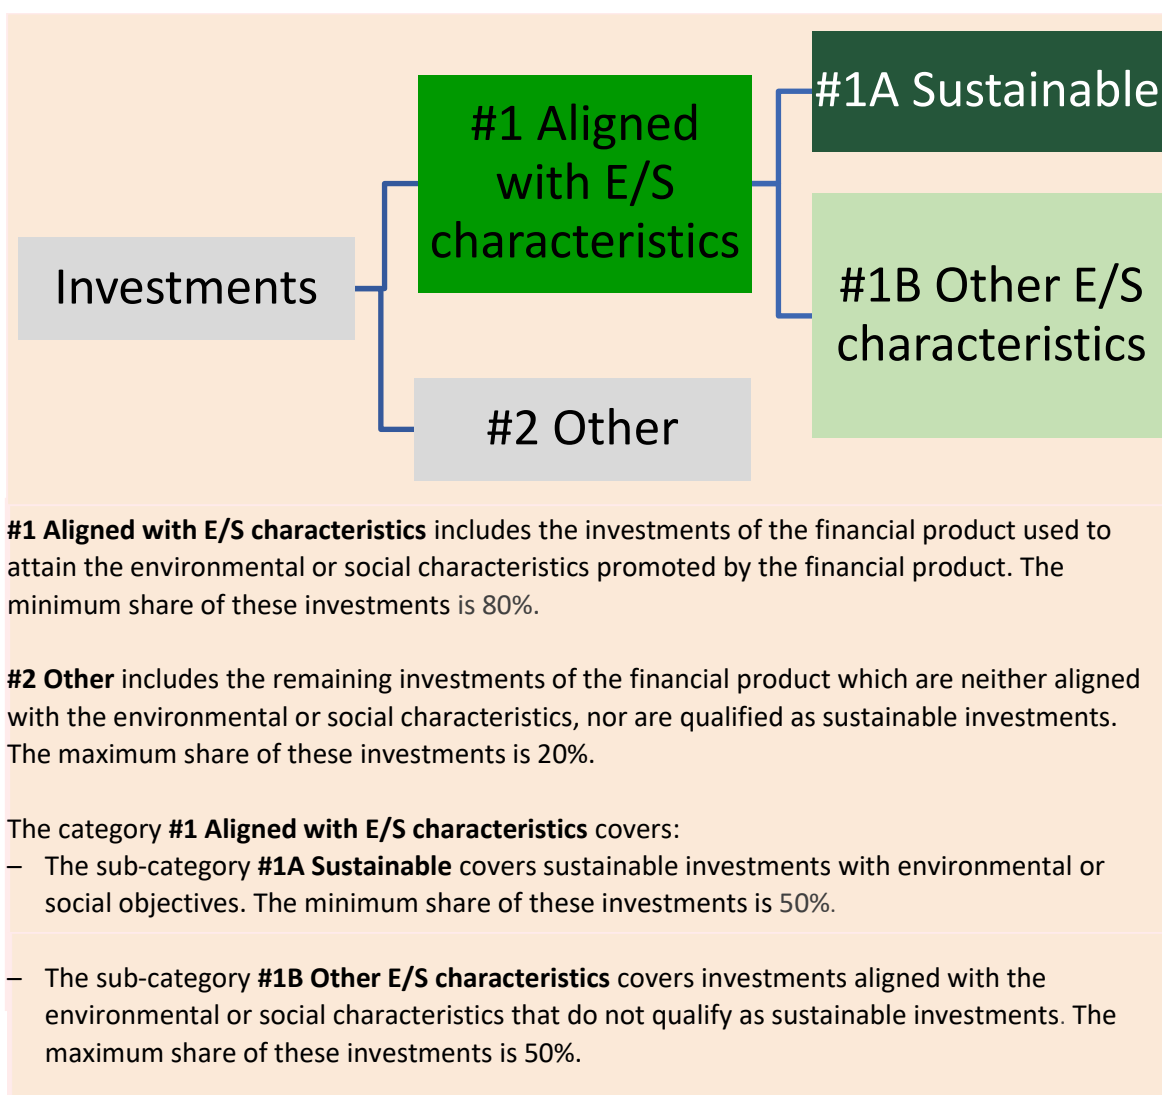 #1A Sustainable
#1 Aligned
with E/S
characteristics
Investments
#1B Other E/S
characteristics
#2 Other
#1 Aligned with E/S characteristics includes the investments of the financial product used to
attain the environmental or social characteristics promoted by the financial product. The
minimum share of these investments is 80%.
#2 Other includes the remaining investments of the financial product which are neither aligned
with the environmental or social characteristics, nor are qualified as sustainable investments.
The maximum share of these investments is 20%.
The category #1 Aligned with E/S characteristics covers:
– The sub-category #1A Sustainable covers sustainable investments with environmental or
social objectives. The minimum share of these investments is 50%.
– The sub-category #1B Other E/S characteristics covers investments aligned with the
environmental or social characteristics that do not qualify as sustainable investments. The
maximum share of these investments is 50%.